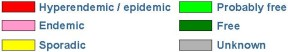 Hyperendemic / epidemic
Probably free
Endemic
Free
Sporadic
Unknown